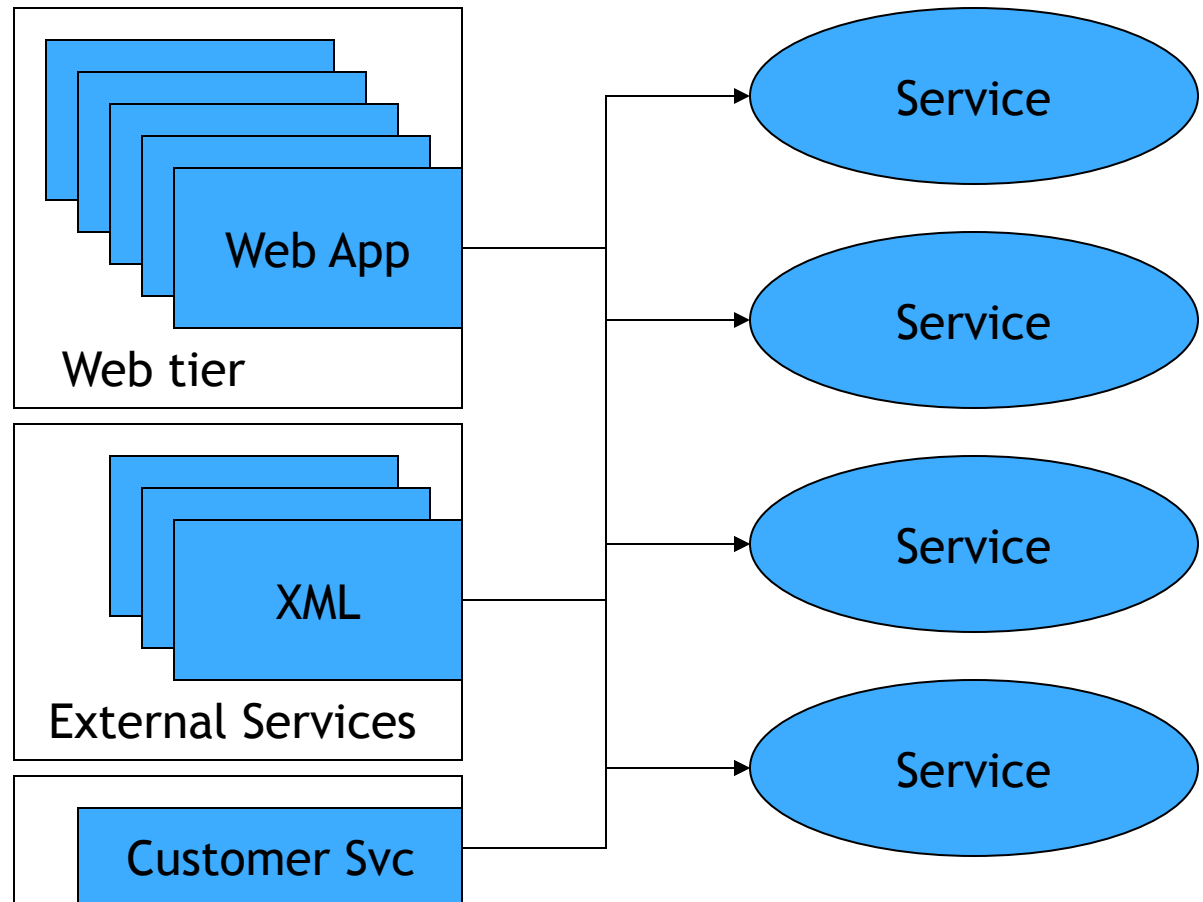 Web App
Web tier
XML
External Services
Customer Svc
Service
Service
Service
Service